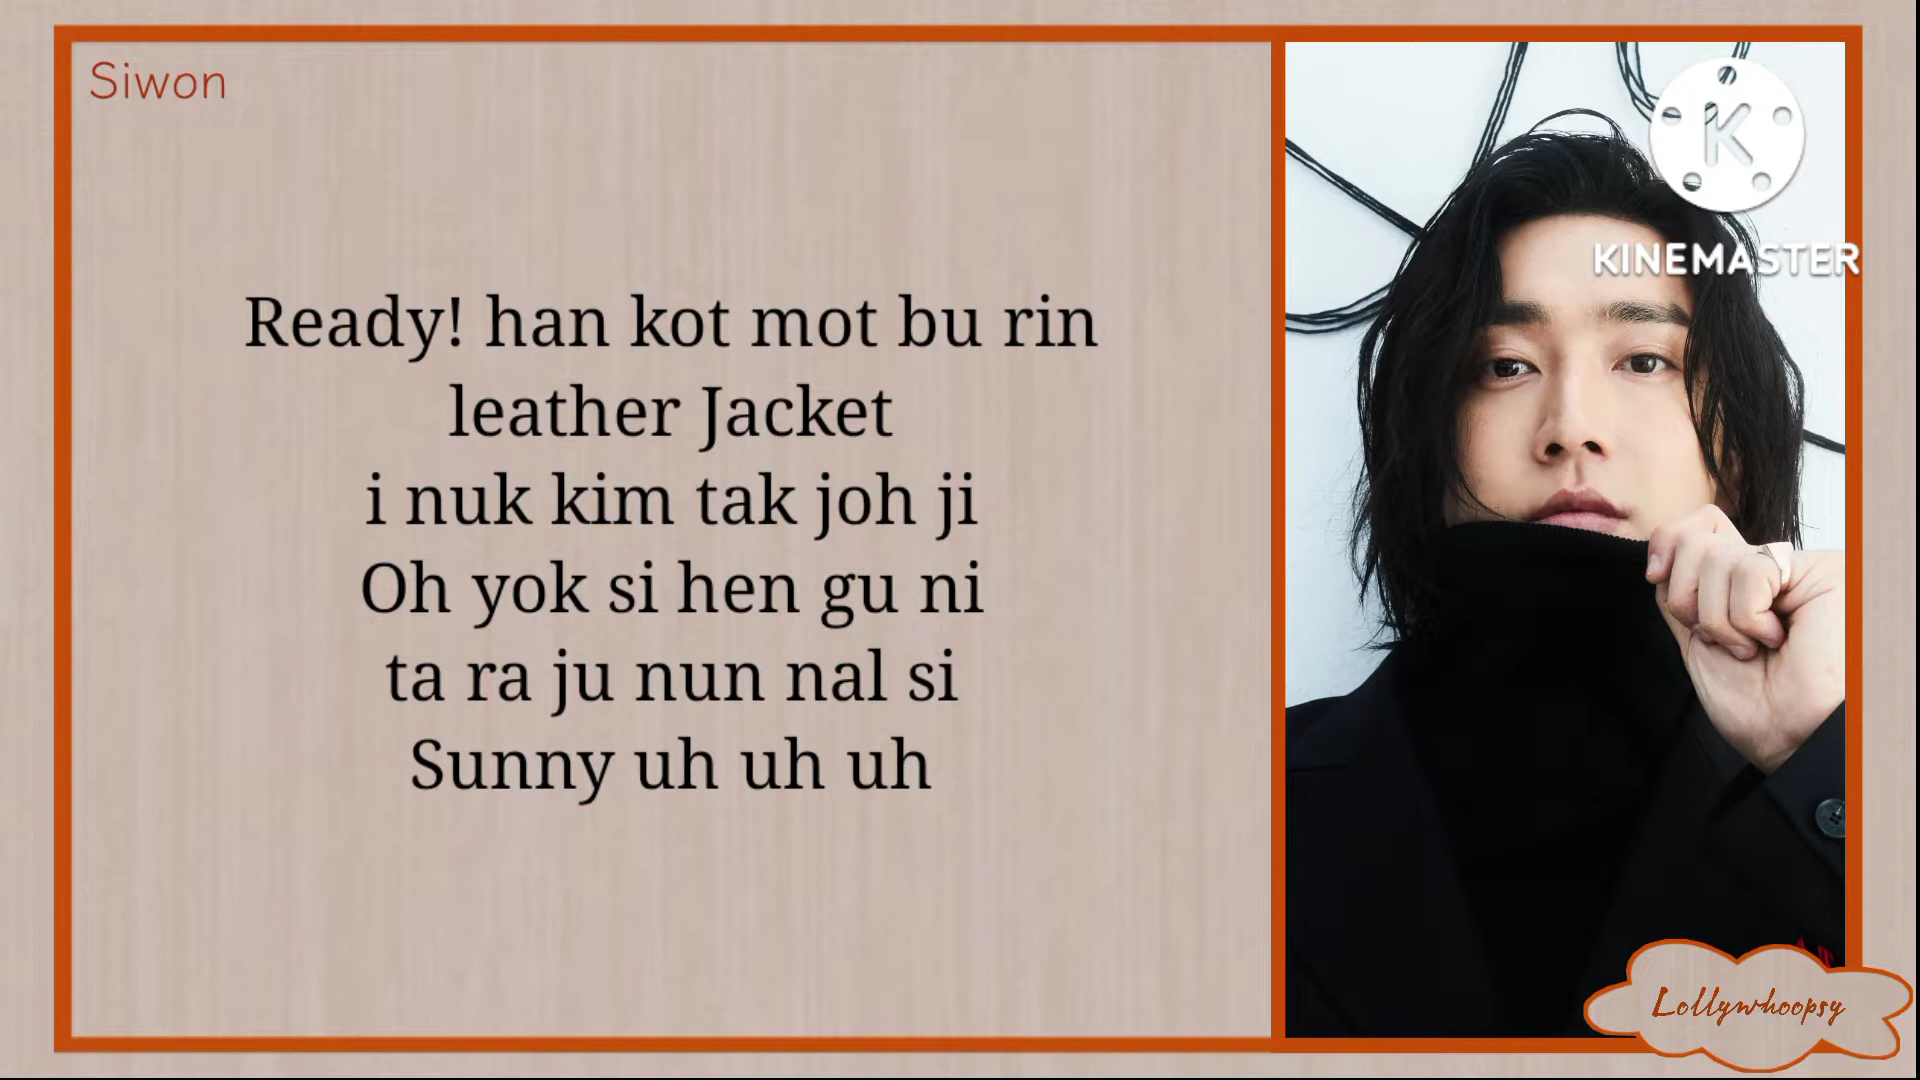 Siwon
K
KINEMASTER
Ready! han kot mot bu rin
leather Jacket
i nuk kim tak joh ji
Oh yok si hen gu ni
ta ra ju nun nal si
Sunny uh uh uh
Lollywhoopsy